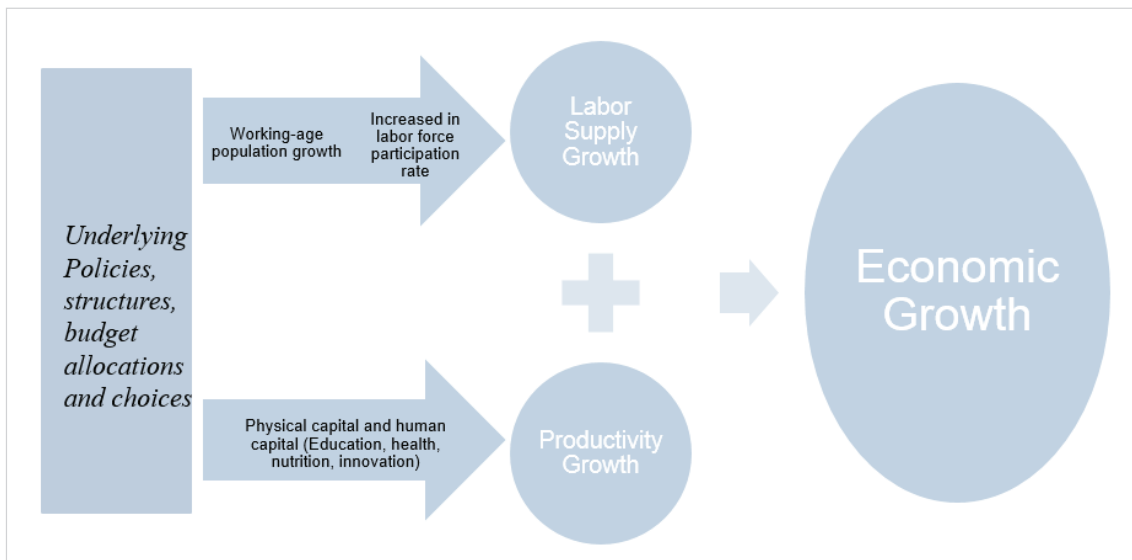 Underlying
Policies,
structures,
budget
allocations
and choices
Working-age
population growth
Increased in
labor force
participation
rate
Labor
Supply
Growth
Physical capital and human
capital (Education, health,
nutrition, innovation)
Productivity
Growth
Economic
Growth